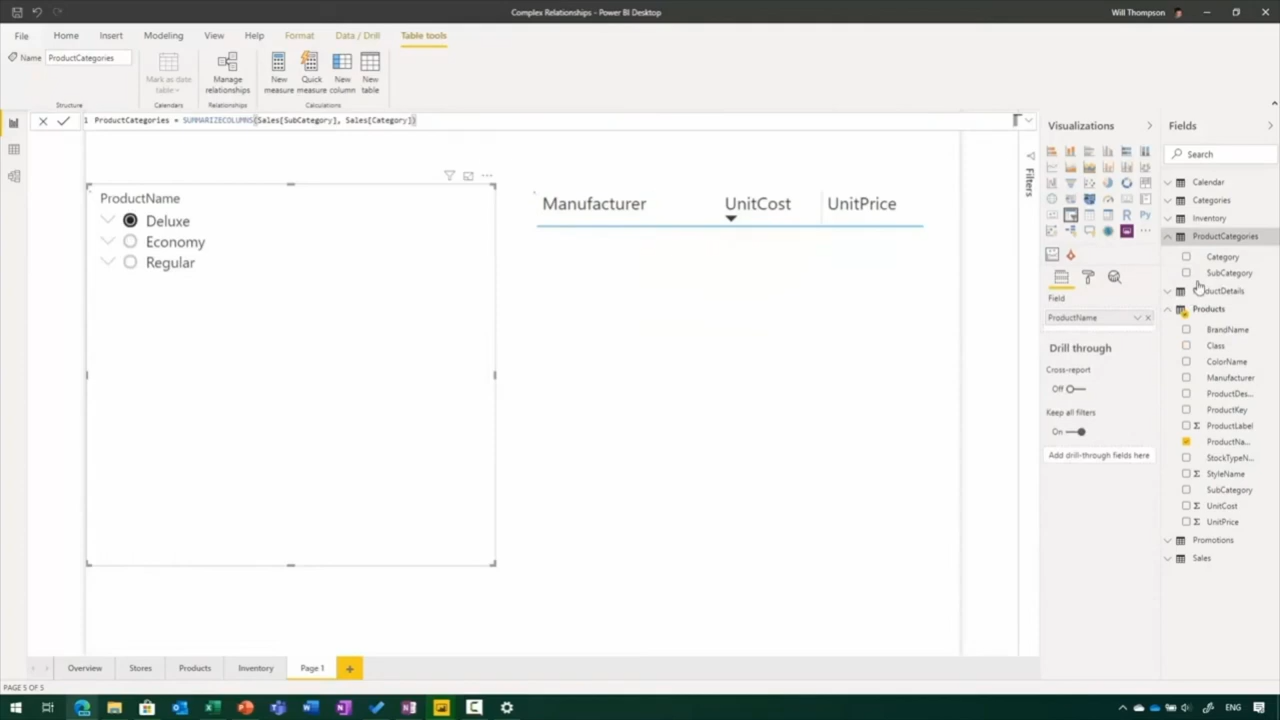 Complex Relationships - Power BI Desktop
Will Thompson
File
Home
Insert
Modeling
View
Help
Format
Data / Drill
Table tools
Name
ProductCategories
Mark as date
table
Manage
relationships
New
measure
Quick
measure
New
column
New
table
Structure
Calendars
Relationships
Calculations
1 ProductCategories = SUMMARIZECOLUMNS(Sales[SubCategory], Sales[Category])
ProductName
Deluxe
Economy
Regular
Manufacturer
UnitCost
UnitPrice
Filters
Visualizations
R
Py
Field
ProductName
Drill through
Cross-report
Off
Keep all filters
On
Add drill-through fields here
Fields
Search
Calendar
Categories
Inventory
ProductCategories
Category
SubCategory
ductDetails
Products
BrandName
Class
ColorName
Manufacturer
ProductDes...
ProductKey
ProductLabel
ProductNa...
StockTypeN...
StyleName
SubCategory
UnitCost
UnitPrice
Promotions
Sales
Overview
Stores
Products
Inventory
Page 1
PAGE 5 OF 5
ENG